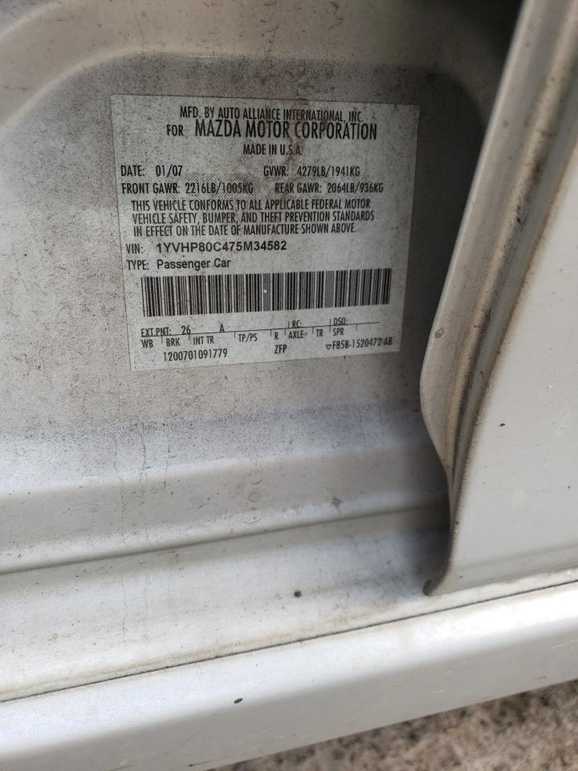 MFD. BY AUTO ALLIANCE INTERNATIONAL, INC.
FOR MAZDA MOTOR CORPORATION
MADE IN U.S.A.
DATE: 01/07 GVWR: 4279LB/1941KG
FRONT GAWR: 2216LB/1005KG REAR GAWR: 2064LB/936KG
THIS VEHICLE CONFORMS TO ALL APPLICABLE FEDERAL MOTOR
VEHICLE SAFETY, BUMPER, AND THEFT PREVENTION STANDARDS
IN EFFECT ON THE DATE OF MANUFACTURE SHOWN ABOVE.
VIN: 1YVHP80C475M34582
TYPE: Passenger Car
EXT PNT: 26 A RC: DSO:
WB BRK INT TR TP/PS R AXLE TR SPR
1200701091779 ZFP F85B-1520472-AB